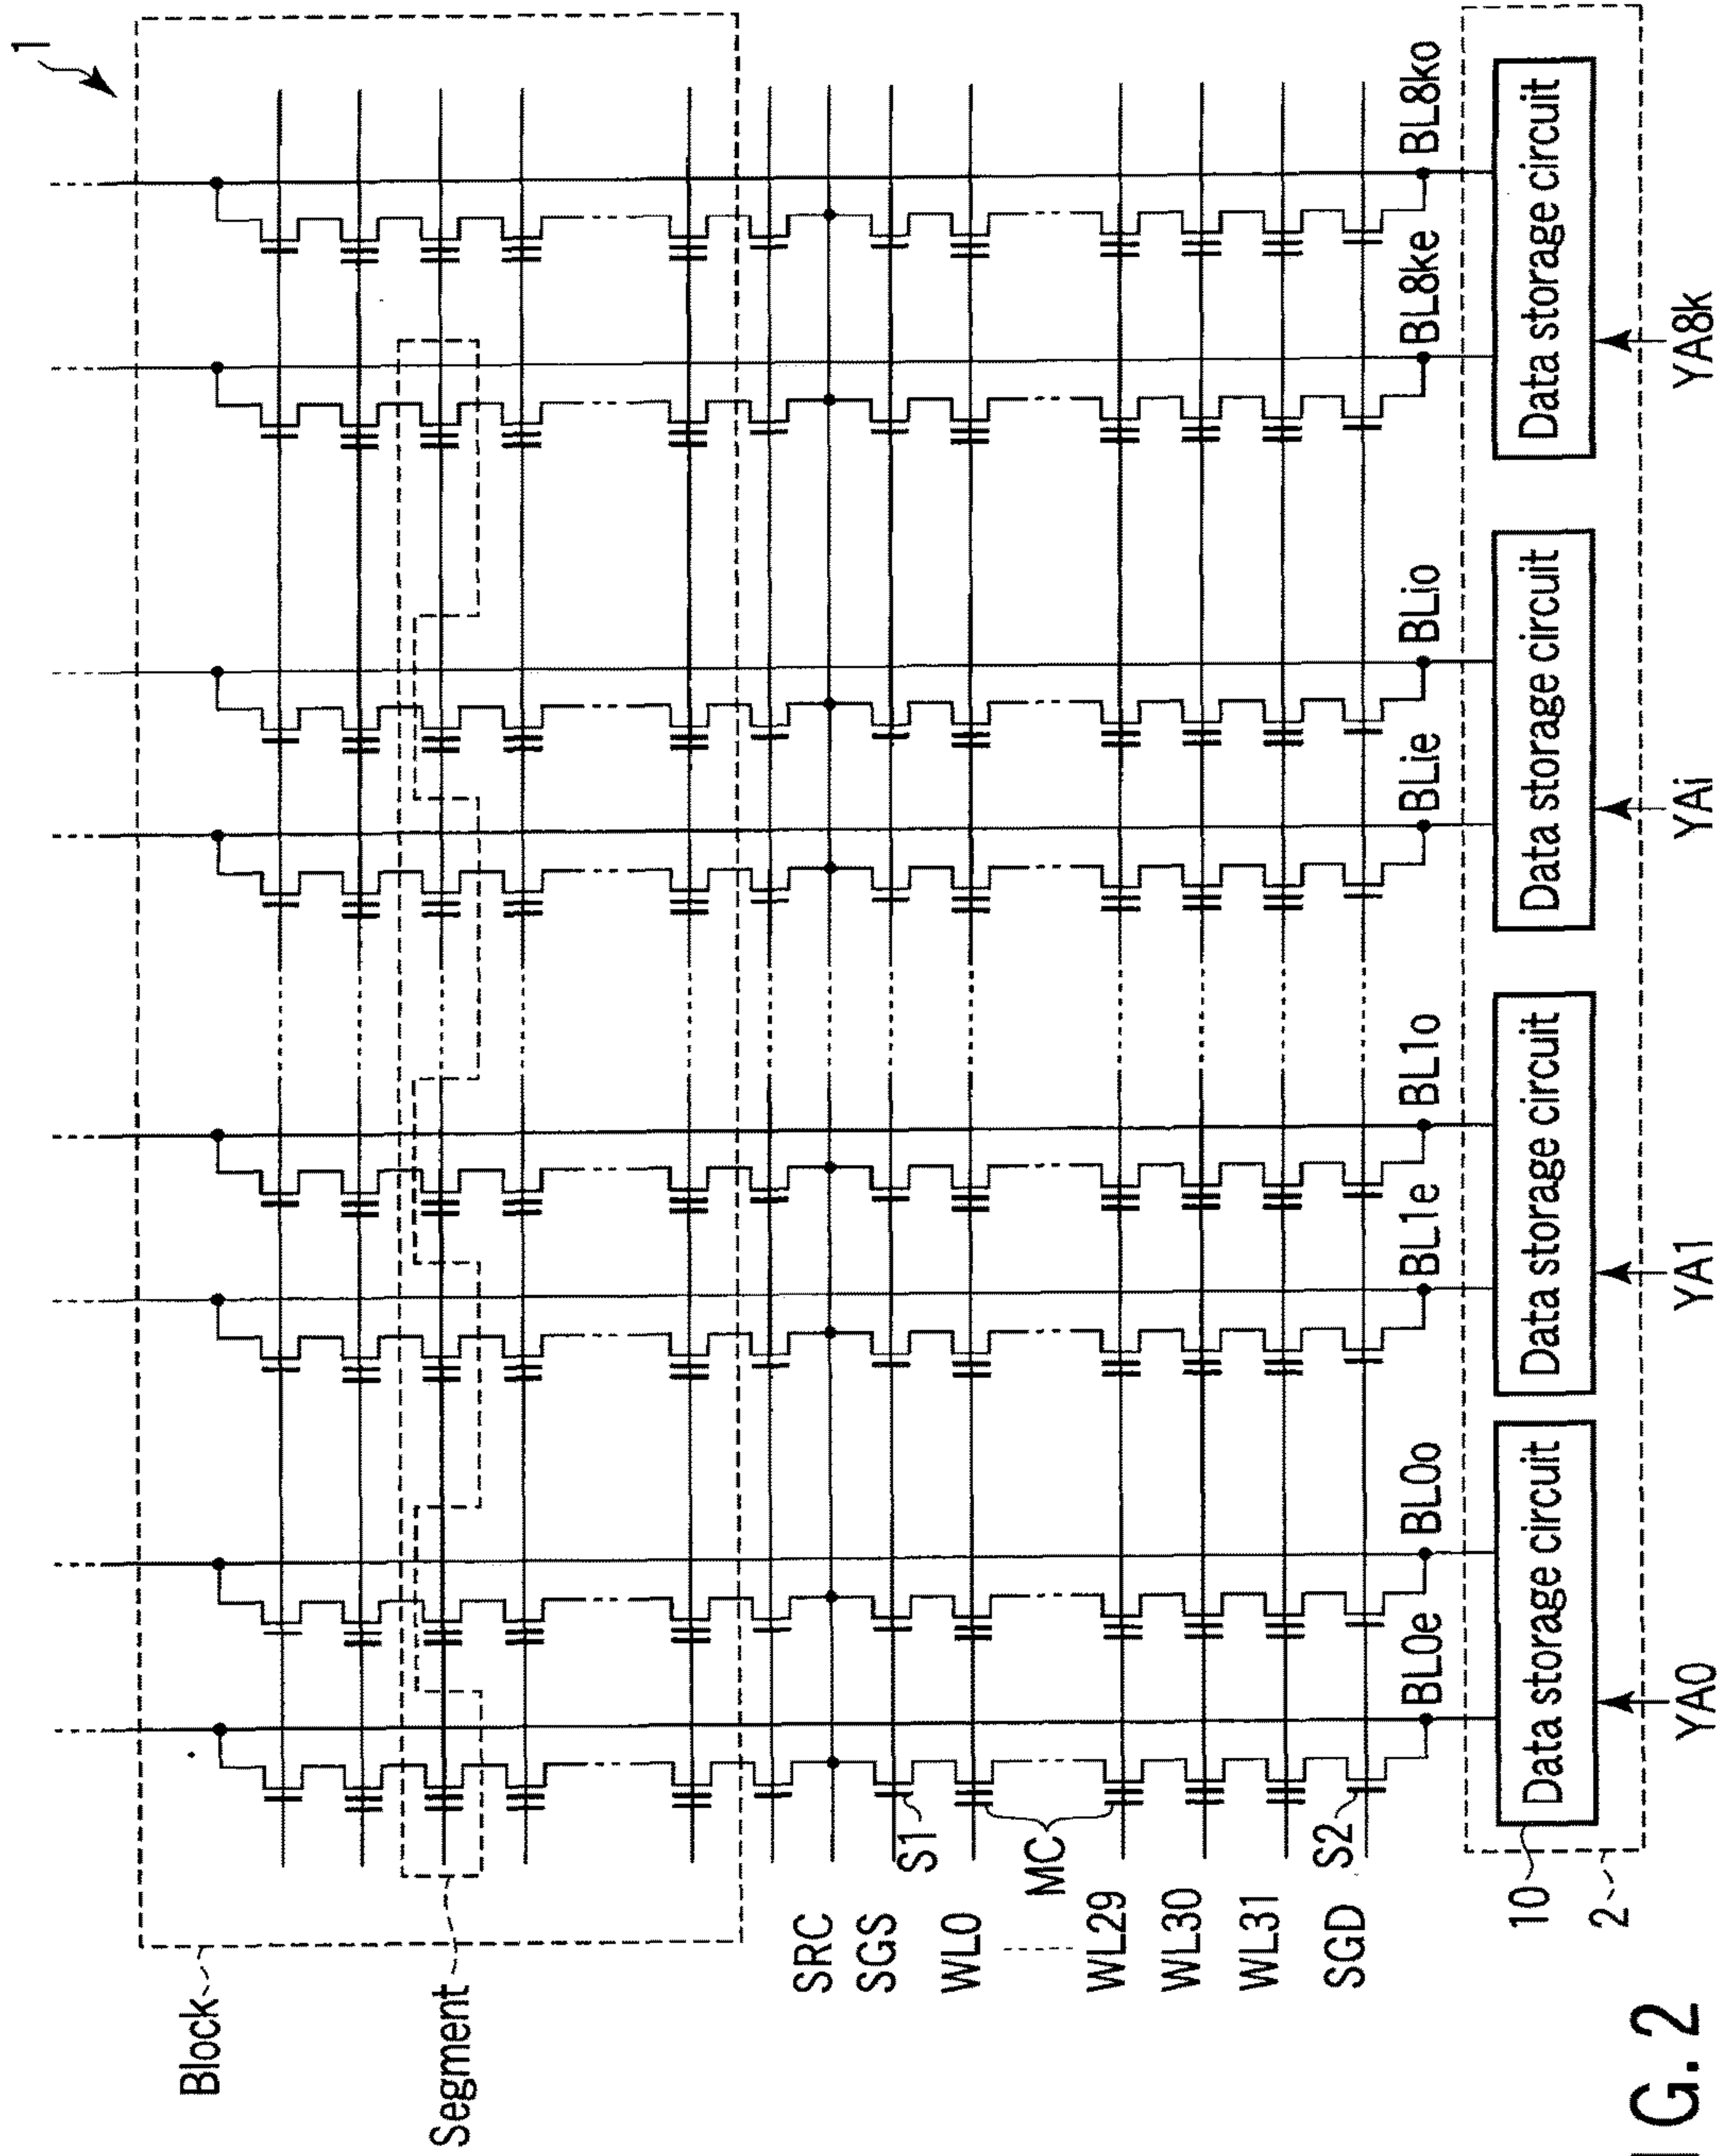 1
Block
Segment
SRC
SGS
WL0
WL29
WL30
WL31
SGD
S1
MC
S2
BL0e
BL0o
BL1e
BL1o
BLie
BLio
BL8ke
BL8ko
10
2
Data storage circuit
Data storage circuit
Data storage circuit
Data storage circuit
YA0
YA1
YAi
YA8k
I G. 2